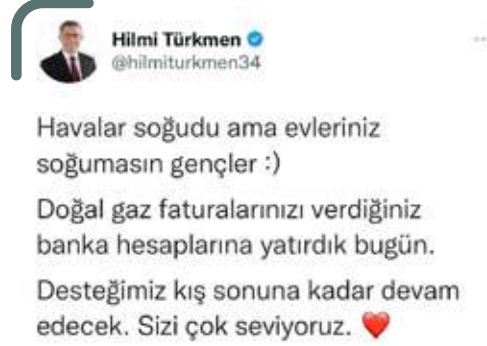 Hilmi Türkmen
@hilmiturkmen34
Havalar soğudu ama evleriniz
soğumasın gençler :)
Doğal gaz faturalarınızı verdiğiniz
banka hesaplarına yatırdık bugün.
Desteğimiz kış sonuna kadar devam
edecek. Sizi çok seviyoruz. ❤️